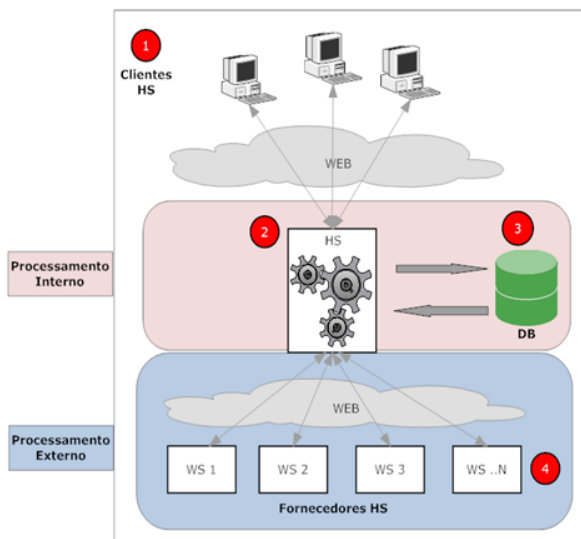 1
Clientes
HS
WEB
2
HS
3
DB
Processamento
Interno
WEB
Processamento
Externo
WS 1
WS 2
WS 3
WS ..N
4
Fornecedores HS